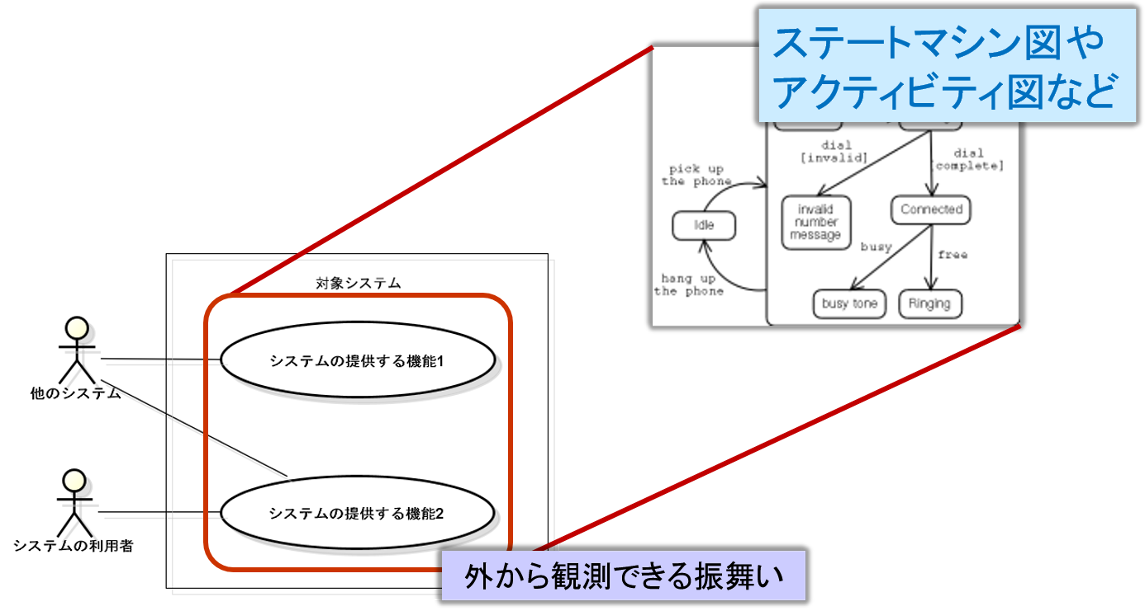 ステートマシン図や
アクティビティ図など
dial
[invalid]
dial
[complete]
pick up
the phone
Idle
invalid
number
message
Connected
busy
free
hang up
the phone
busy tone
Ringing
対象システム
システムの提供する機能1
他のシステム
システムの提供する機能2
システムの利用者
外から観測できる振舞い